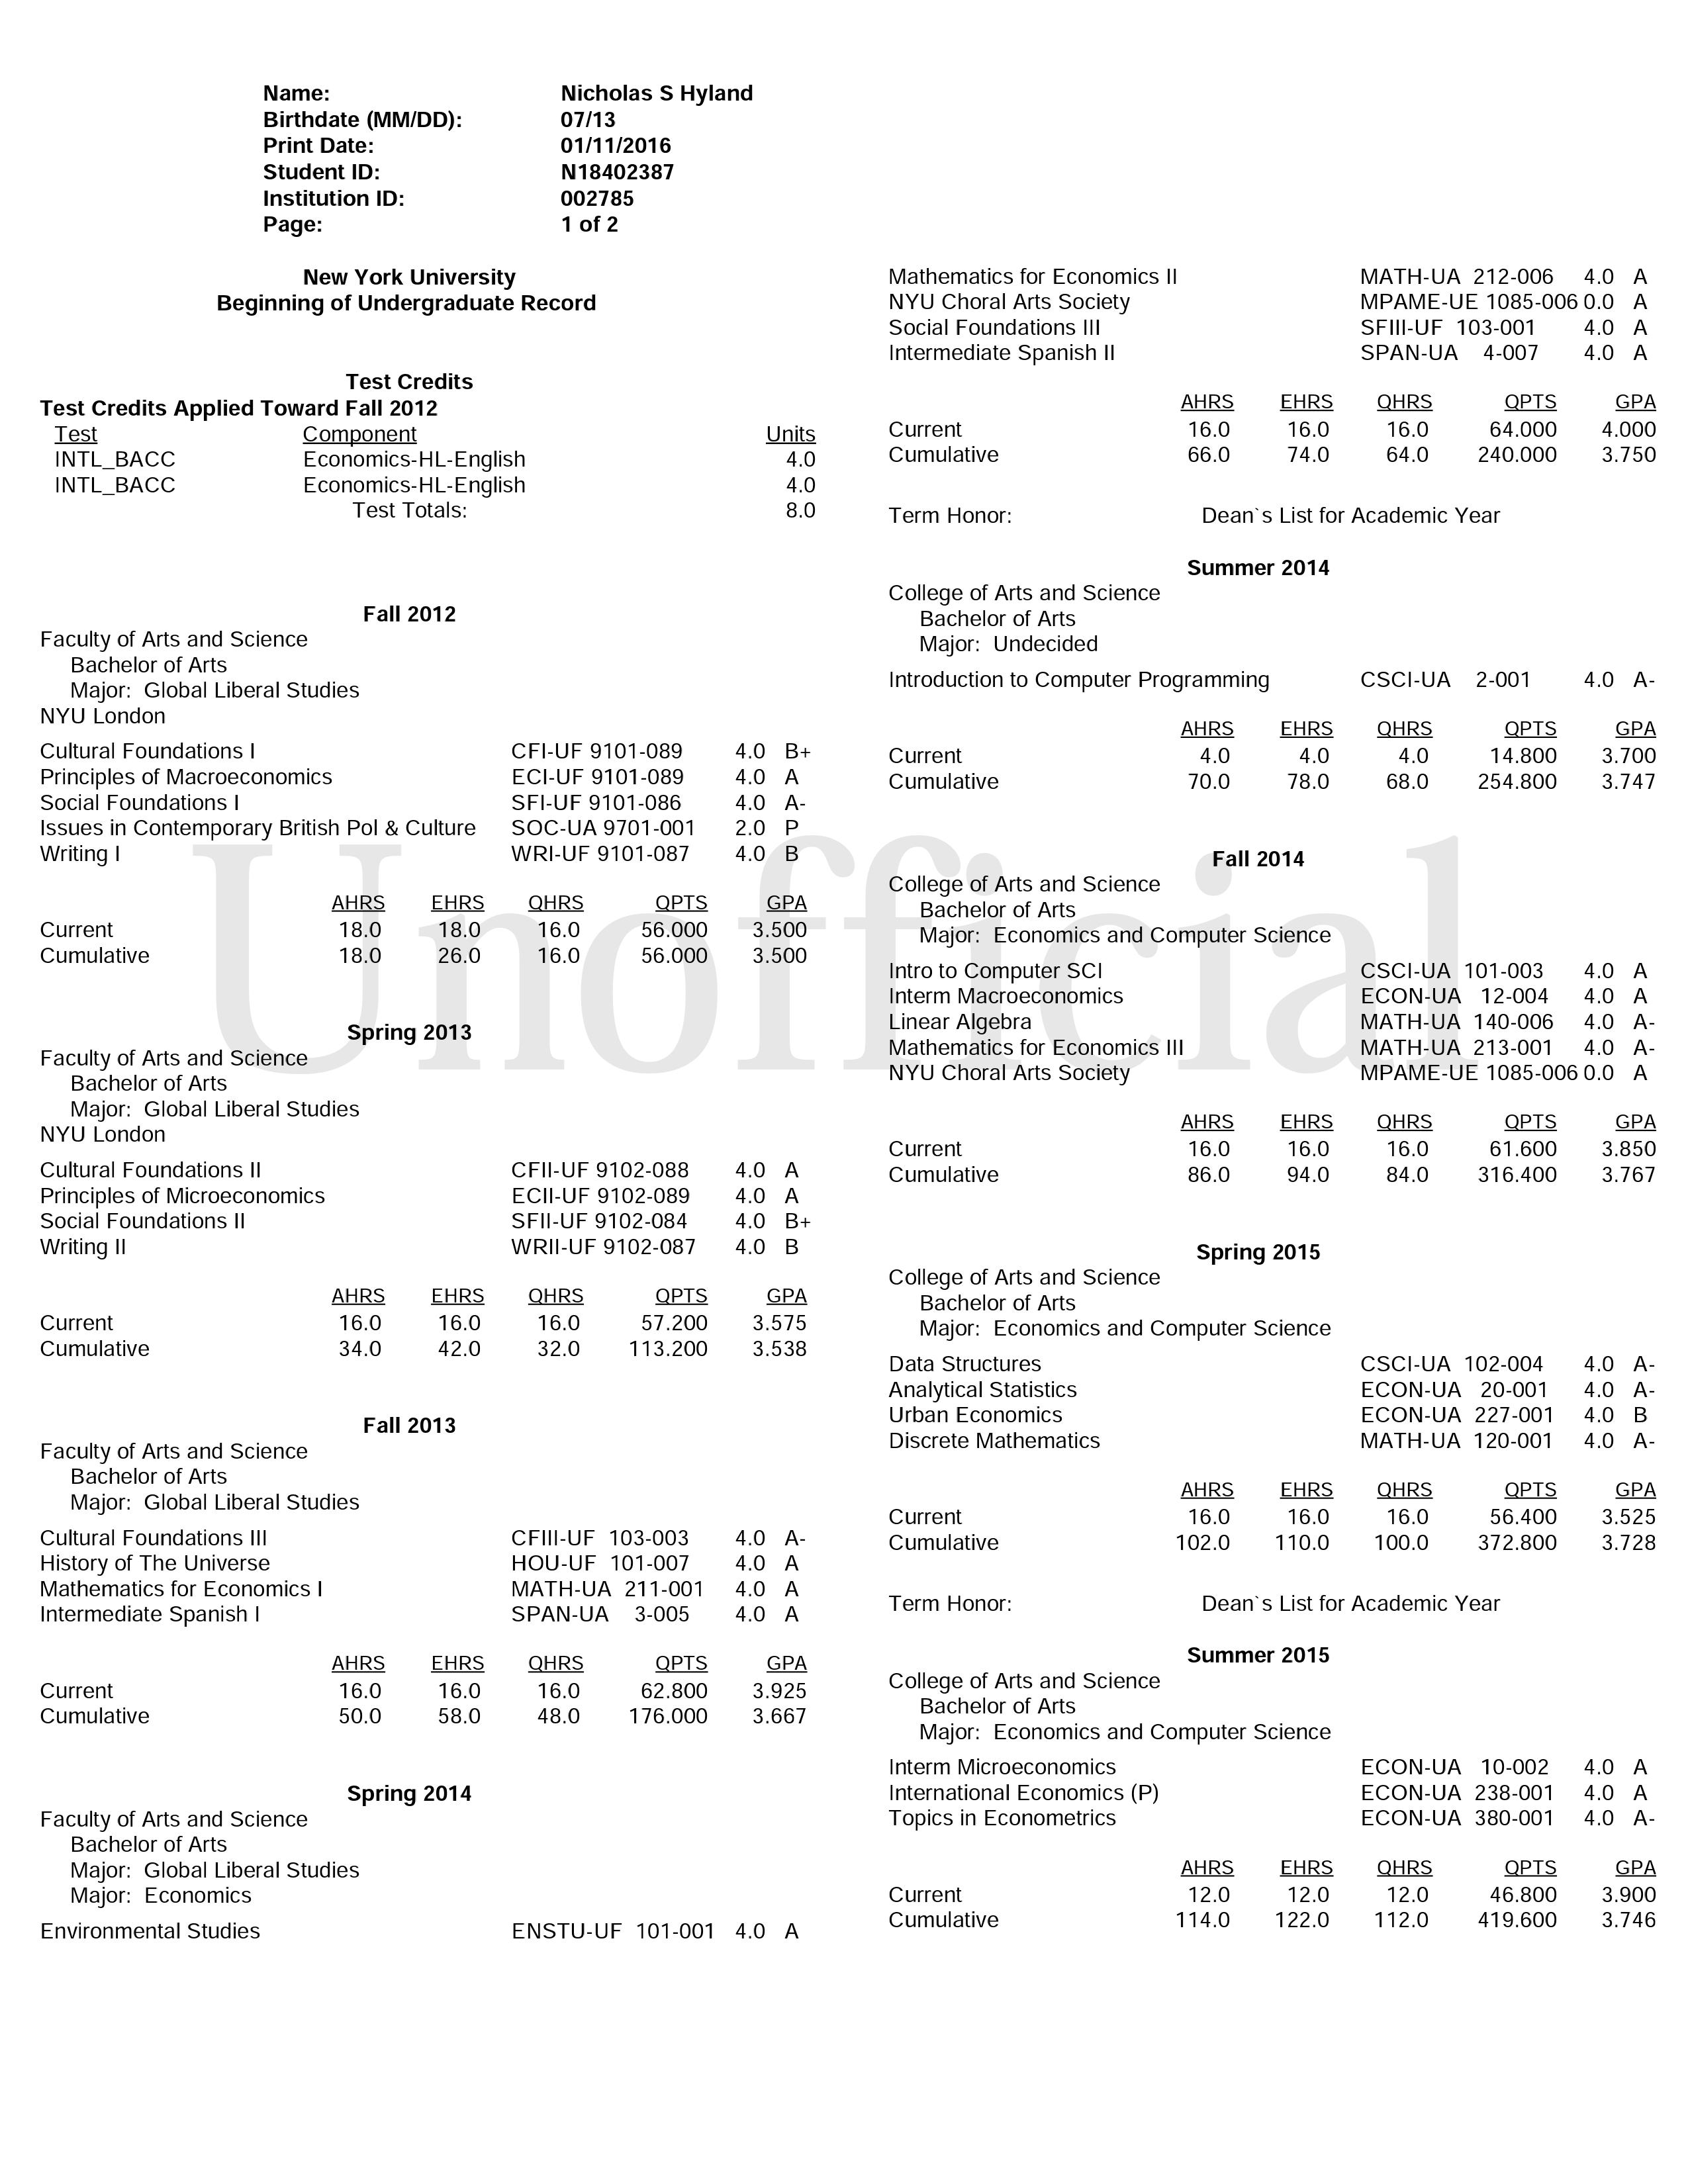 Name: Nicholas S Hyland
Birthdate (MM/DD): 07/13
Print Date: 01/11/2016
Student ID: N18402387
Institution ID: 002785
Page: 1 of 2
New York University
Beginning of Undergraduate Record
Test Credits
Test Credits Applied Toward Fall 2012
Test Component Units
INTL_BACC Economics-HL-English 4.0
INTL_BACC Economics-HL-English 4.0
Test Totals: 8.0
Fall 2012
Faculty of Arts and Science
Bachelor of Arts
Major: Global Liberal Studies
NYU London
Cultural Foundations I CFI-UF 9101-089 4.0 B+
Principles of Macroeconomics ECI-UF 9101-089 4.0 A
Social Foundations I SFI-UF 9101-086 4.0 A-
Issues in Contemporary British Pol & Culture SOC-UA 9701-001 2.0 P
Writing I WRI-UF 9101-087 4.0 B
AHRS EHRS QHRS QPTS GPA
Current 18.0 18.0 16.0 56.000 3.500
Cumulative 18.0 26.0 16.0 56.000 3.500
Spring 2013
Faculty of Arts and Science
Bachelor of Arts
Major: Global Liberal Studies
NYU London
Cultural Foundations II CFII-UF 9102-088 4.0 A
Principles of Microeconomics ECII-UF 9102-089 4.0 A
Social Foundations II SFII-UF 9102-084 4.0 B+
Writing II WRII-UF 9102-087 4.0 B
AHRS EHRS QHRS QPTS GPA
Current 16.0 16.0 16.0 57.200 3.575
Cumulative 34.0 42.0 32.0 113.200 3.538
Fall 2013
Faculty of Arts and Science
Bachelor of Arts
Major: Global Liberal Studies
Cultural Foundations III CFIII-UF 103-003 4.0 A-
History of The Universe HOU-UF 101-007 4.0 A
Mathematics for Economics I MATH-UA 211-001 4.0 A
Intermediate Spanish I SPAN-UA 3-005 4.0 A
AHRS EHRS QHRS QPTS GPA
Current 16.0 16.0 16.0 62.800 3.925
Cumulative 50.0 58.0 48.0 176.000 3.667
Spring 2014
Faculty of Arts and Science
Bachelor of Arts
Major: Global Liberal Studies
Major: Economics
Environmental Studies ENSTU-UF 101-001 4.0 A
Mathematics for Economics II MATH-UA 212-006 4.0 A
NYU Choral Arts Society MPAME-UE 1085-006 0.0 A
Social Foundations III SFIII-UF 103-001 4.0 A
Intermediate Spanish II SPAN-UA 4-007 4.0 A
AHRS EHRS QHRS QPTS GPA
Current 16.0 16.0 16.0 64.000 4.000
Cumulative 66.0 74.0 64.0 240.000 3.750
Term Honor: Dean`s List for Academic Year
Summer 2014
College of Arts and Science
Bachelor of Arts
Major: Undecided
Introduction to Computer Programming CSCI-UA 2-001 4.0 A-
AHRS EHRS QHRS QPTS GPA
Current 4.0 4.0 4.0 14.800 3.700
Cumulative 70.0 78.0 68.0 254.800 3.747
Fall 2014
College of Arts and Science
Bachelor of Arts
Major: Economics and Computer Science
Intro to Computer SCI CSCI-UA 101-003 4.0 A
Interm Macroeconomics ECON-UA 12-004 4.0 A
Linear Algebra MATH-UA 140-006 4.0 A-
Mathematics for Economics III MATH-UA 213-001 4.0 A-
NYU Choral Arts Society MPAME-UE 1085-006 0.0 A
AHRS EHRS QHRS QPTS GPA
Current 16.0 16.0 16.0 61.600 3.850
Cumulative 86.0 94.0 84.0 316.400 3.767
Spring 2015
College of Arts and Science
Bachelor of Arts
Major: Economics and Computer Science
Data Structures CSCI-UA 102-004 4.0 A-
Analytical Statistics ECON-UA 20-001 4.0 A-
Urban Economics ECON-UA 227-001 4.0 B
Discrete Mathematics MATH-UA 120-001 4.0 A-
AHRS EHRS QHRS QPTS GPA
Current 16.0 16.0 16.0 56.400 3.525
Cumulative 102.0 110.0 100.0 372.800 3.728
Term Honor: Dean`s List for Academic Year
Summer 2015
College of Arts and Science
Bachelor of Arts
Major: Economics and Computer Science
Interm Microeconomics ECON-UA 10-002 4.0 A
International Economics (P) ECON-UA 238-001 4.0 A
Topics in Econometrics ECON-UA 380-001 4.0 A-
AHRS EHRS QHRS QPTS GPA
Current 12.0 12.0 12.0 46.800 3.900
Cumulative 114.0 122.0 112.0 419.600 3.746
Unofficial